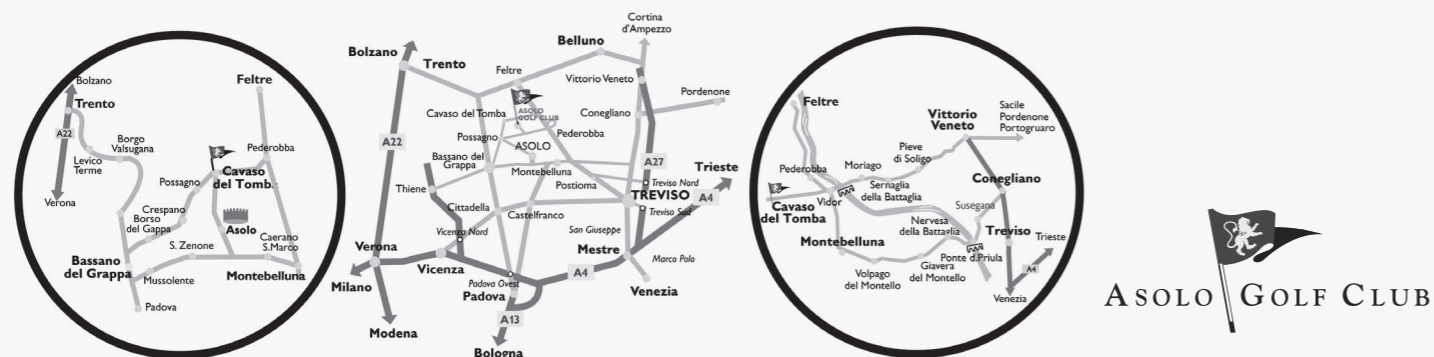 Bolzano
Trento
A22
Borgo
Valsugana
Levico
Terme
Verona
Feltre
Pederobba
Cavaso
del Tomb.
Possagno
Crespano
Borso
del Gappa
Asolo
S. Zenone
Caerano
S.Marco
Bassano
del Grappa
Mussolente
Montebelluna
Padova
Bolzano
Trento
Belluno
Cortina
d'Ampezzo
Feltre
Vittorio Veneto
Pordenone
Cavaso del Tomba
ASOLO
GOLF CLUB
Conegliano
A22
Possagno
Pederobba
ASOLO
Bassano del
Grappa
Montebelluna
A27
Trieste
Thiene
Postioma
Treviso Nord
TREVISO
A4
Cittadella
Castelfranco
Treviso Sud
Vicenza Nord
San Giuseppe
Verona
Mestre
Marco Polo
Vicenza
A4
Milano
Padova Ovest
Padova
Venezia
A13
Modena
Bologna
Feltre
Vittorio
Veneto
Sacile
Pordenone
Portogruaro
Pieve
di Soligo
Pederobba
Moriago
Conegliano
Sernaglia
della Battaglia
Cavaso
del Tomba
Vidor
Susegana
Nervesa
della Battaglia
Montebelluna
Treviso
Trieste
Ponte d.Priula
Volpago
del Montello
Giavera
del Montello
A4
Venezia
ASOLO GOLF CLUB